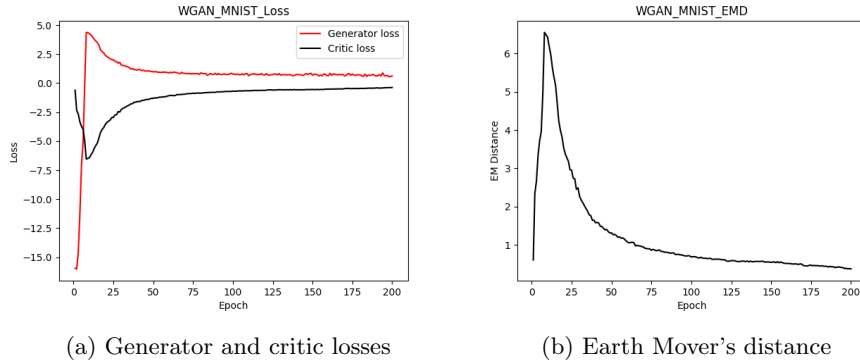 WGAN_MNIST_Loss
5.0
2.5
0.0
−2.5
−5.0
−7.5
−10.0
−12.5
−15.0
Loss
Generator loss
Critic loss
0 25 50 75 100 125 150 175 200
Epoch
(a) Generator and critic losses
WGAN_MNIST_EMD
6
5
4
3
2
1
EM Distance
0 25 50 75 100 125 150 175 200
Epoch
(b) Earth Mover's distance